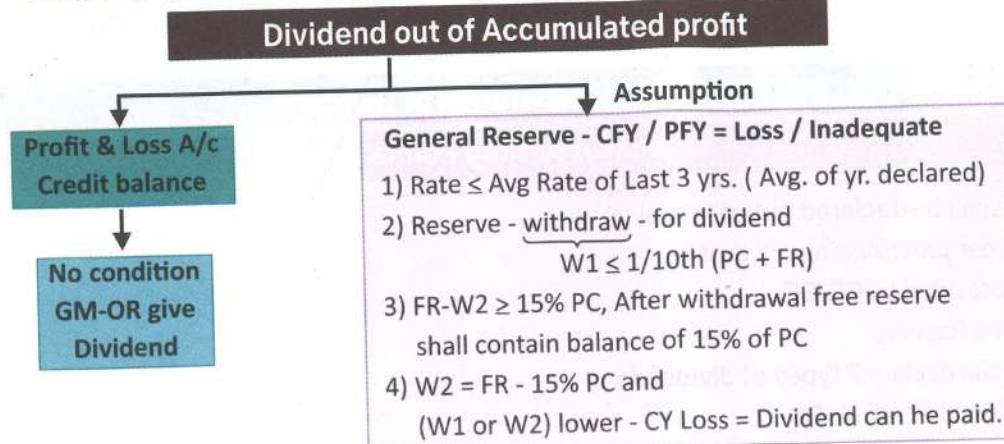 Dividend out of Accumulated profit
Assumption
Profit & Loss A/c
Credit balance
No condition
GM-OR give
Dividend
General Reserve - CFY / PFY = Loss / Inadequate
1) Rate ≤ Avg Rate of Last 3 yrs. ( Avg. of yr. declared)
2) Reserve - withdraw - for dividend
W1 ≤ 1/10th (PC + FR)
3) FR-W2 ≥ 15% PC, After withdrawal free reserve
shall contain balance of 15% of PC
4) W2 = FR - 15% PC and
(W1 or W2) lower - CY Loss = Dividend can he paid.